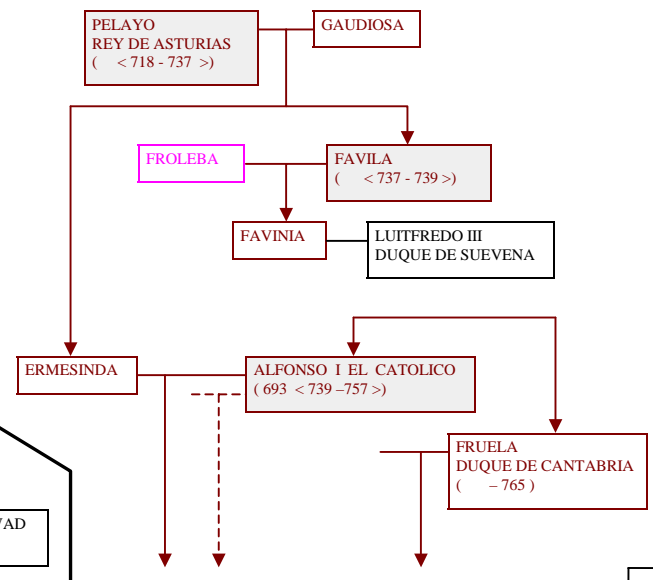 PELAYO
REY DE ASTURIAS
( < 718 - 737 >)
GAUDIOSA
FROLEBA
FAVILA
( < 737 - 739 >)
FAVINIA
LUITFREDO III
DUQUE DE SUEVENA
ERMESINDA
ALFONSO I EL CATOLICO
( 693 < 739 –757 >)
FRUELA
DUQUE DE CANTABRIA
( – 765 )